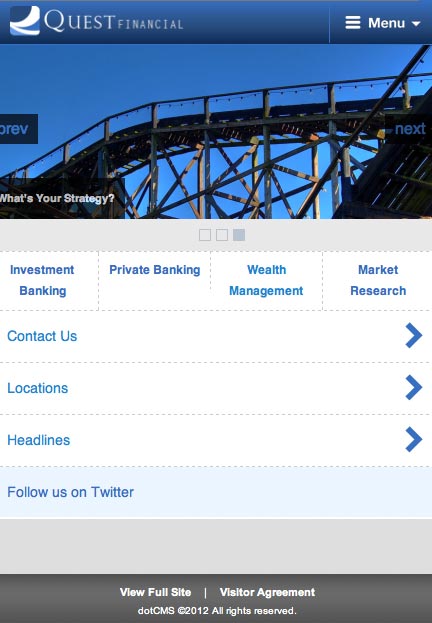 QUEST FINANCIAL
Menu
prev
next
What's Your Strategy?
Investment Banking
Private Banking
Wealth Management
Market Research
Contact Us
Locations
Headlines
Follow us on Twitter
View Full Site | Visitor Agreement
dotCMS ©2012 All rights reserved.